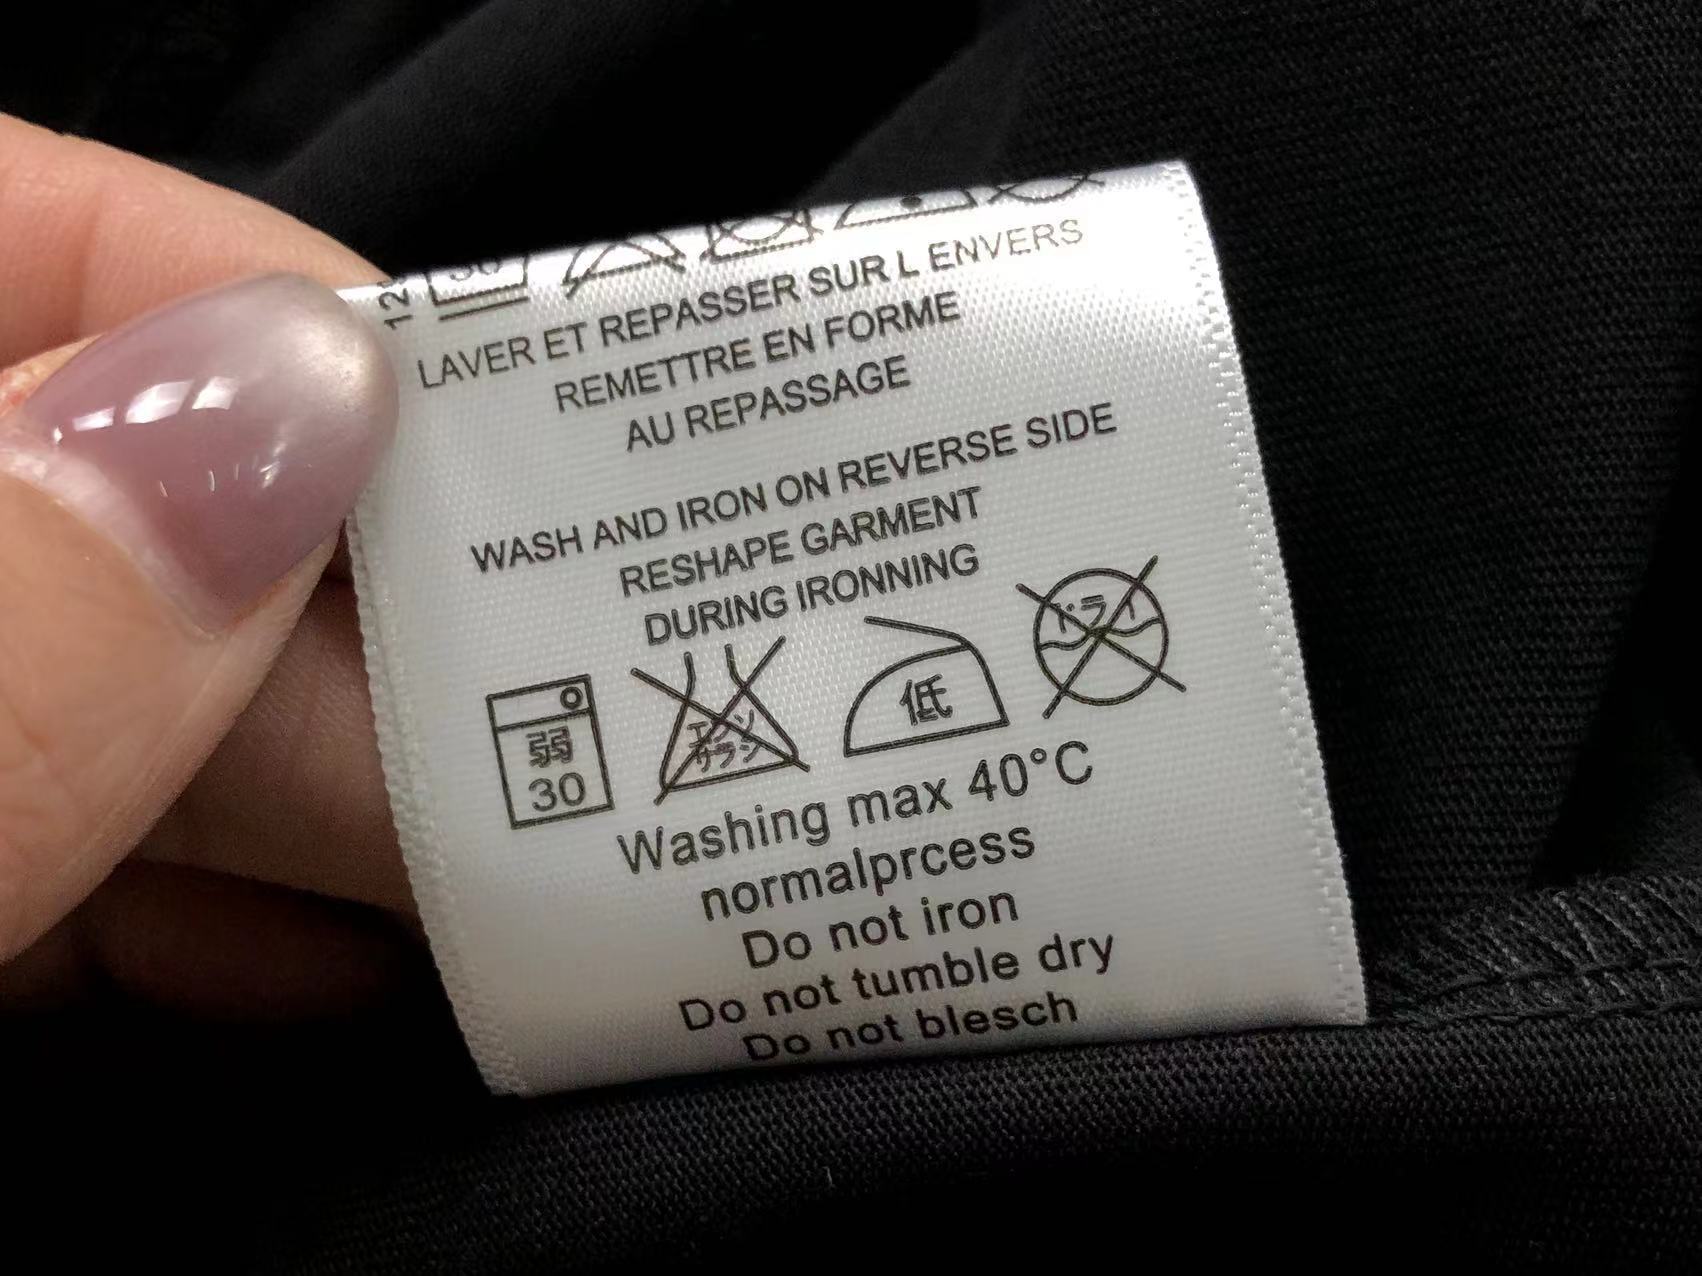 12
30
LAVER ET REPASSER SUR L ENVERS
REMETTRE EN FORME
AU REPASSAGE
WASH AND IRON ON REVERSE SIDE
RESHAPE GARMENT
DURING IRONNING
弱
30
エンソ
サラシ
低
ドライ
Washing max 40°C
normalprcess
Do not iron
Do not tumble dry
Do not blesch